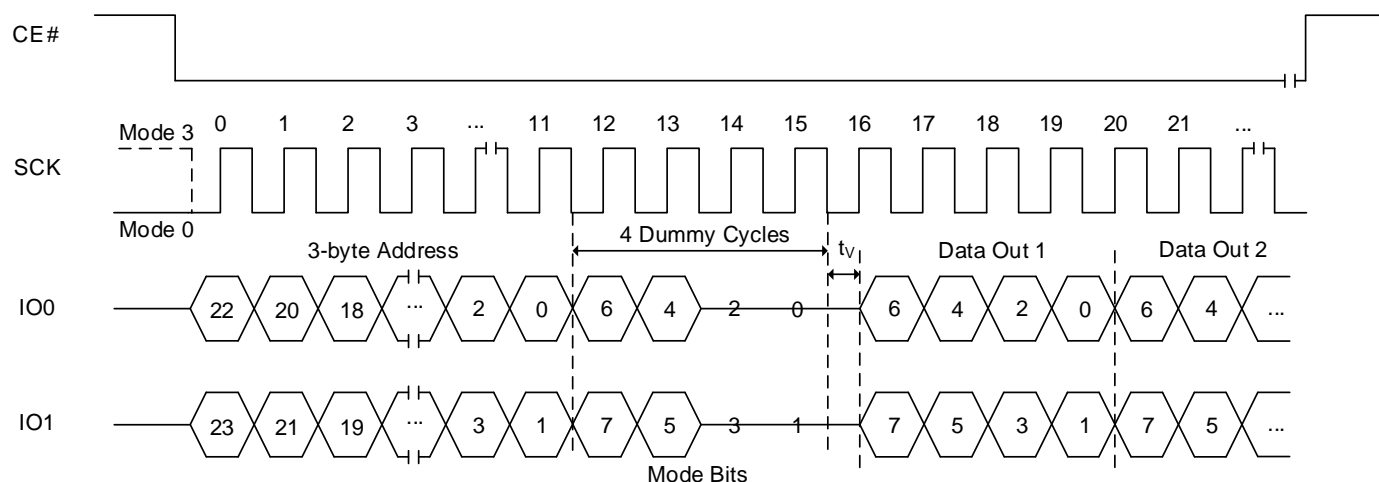 CE#
0 1 2 3 ... 11 12 13 14 15 16 17 18 19 20 21 ...
Mode 3
SCK
Mode 0
3-byte Address 4 Dummy Cycles tV Data Out 1 Data Out 2
IO0 22 20 18 ... 2 0 6 4 2 0 6 4 2 0 6 4 ...
IO1 23 21 19 ... 3 1 7 5 3 1 7 5 3 1 7 5 ...
Mode Bits